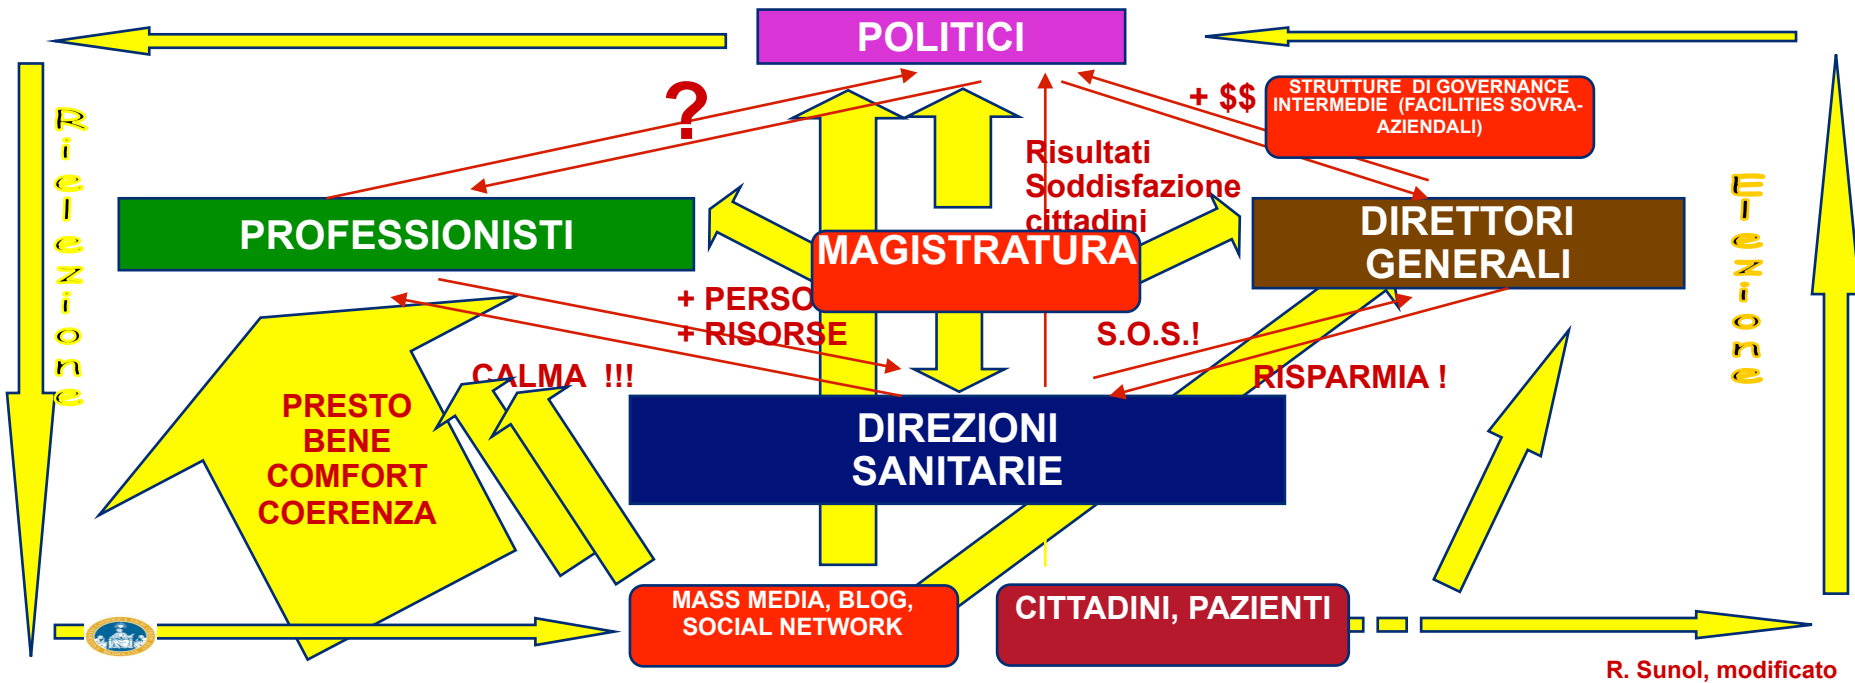 POLITICI
?
+ $$
STRUTTURE DI GOVERNANCE
INTERMEDIE (FACILITIES SOVRA-
AZIENDALI)
Rielezione
Risultati
Soddisfazione
cittadini
Elezione
PROFESSIONISTI
MAGISTRATURA
DIRETTORI
GENERALI
+ PERSO
+ RISORSE
S.O.S.!
CALMA !!!
RISPARMIA !
PRESTO
BENE
COMFORT
COERENZA
DIREZIONI
SANITARIE
MASS MEDIA, BLOG,
SOCIAL NETWORK
CITTADINI, PAZIENTI
R. Sunol, modificato